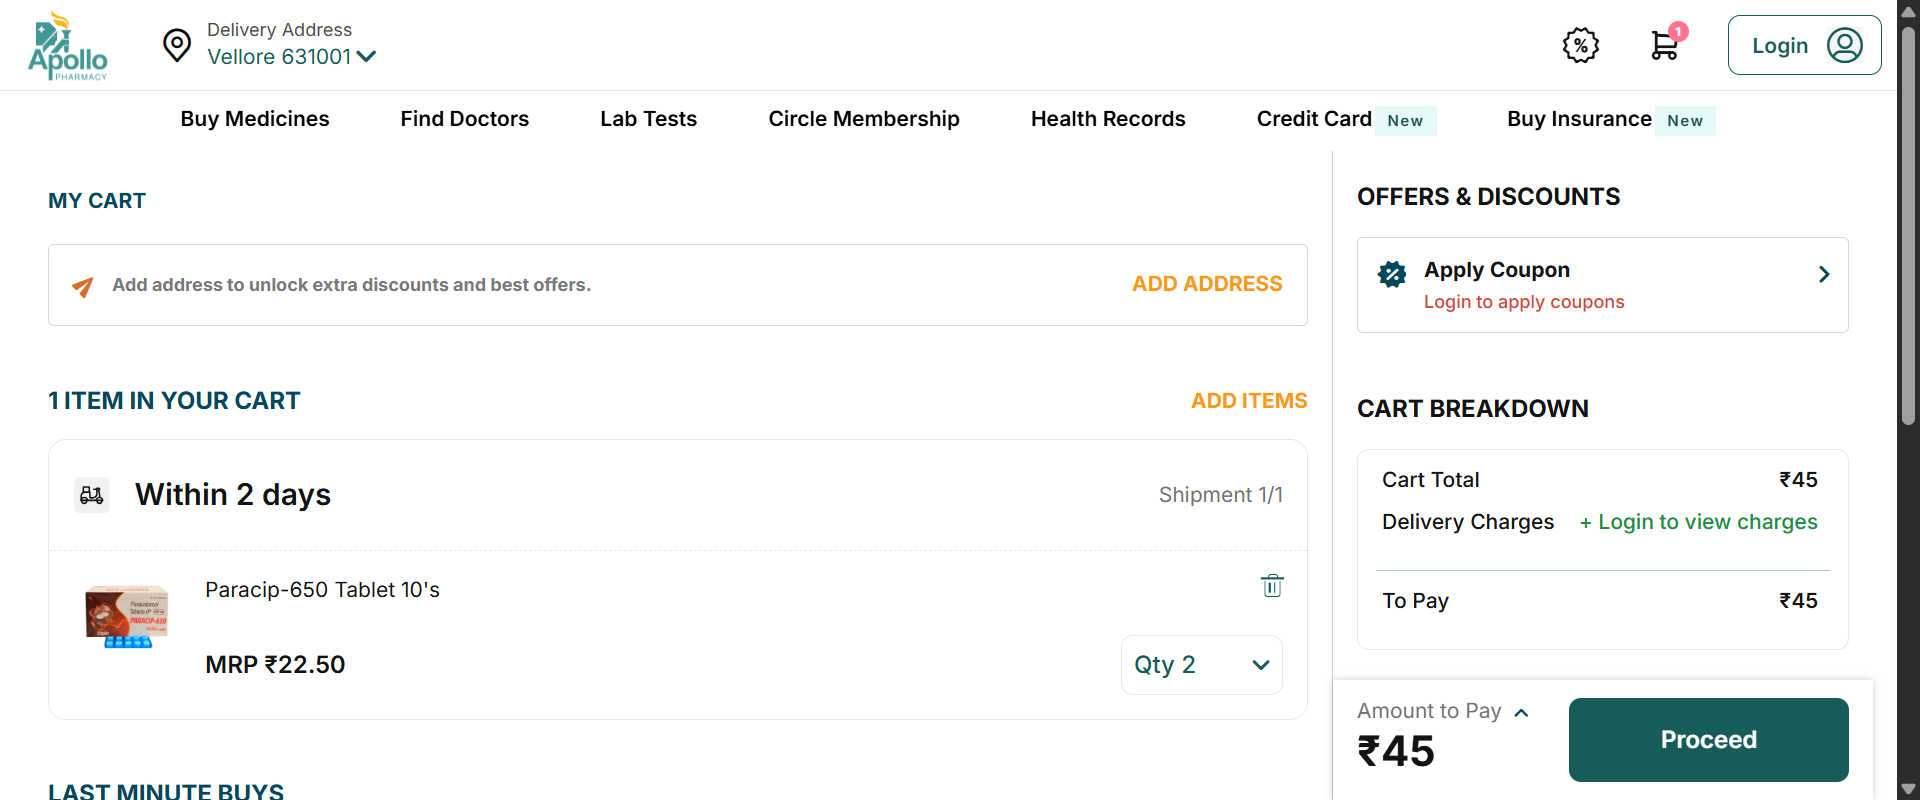 Apollo
PHARMACY
Delivery Address
Vellore 631001
%
1
Login
Buy Medicines
Find Doctors
Lab Tests
Circle Membership
Health Records
Credit Card New
Buy Insurance New
MY CART
Add address to unlock extra discounts and best offers.
ADD ADDRESS
1 ITEM IN YOUR CART
ADD ITEMS
Within 2 days
Shipment 1/1
Paracip-650 Tablet 10's
PARACIP-650
MRP ₹22.50
Qty 2
LAST MINUTE BUYS
OFFERS & DISCOUNTS
Apply Coupon
Login to apply coupons
CART BREAKDOWN
Cart Total ₹45
Delivery Charges + Login to view charges
To Pay ₹45
Amount to Pay
₹45
Proceed